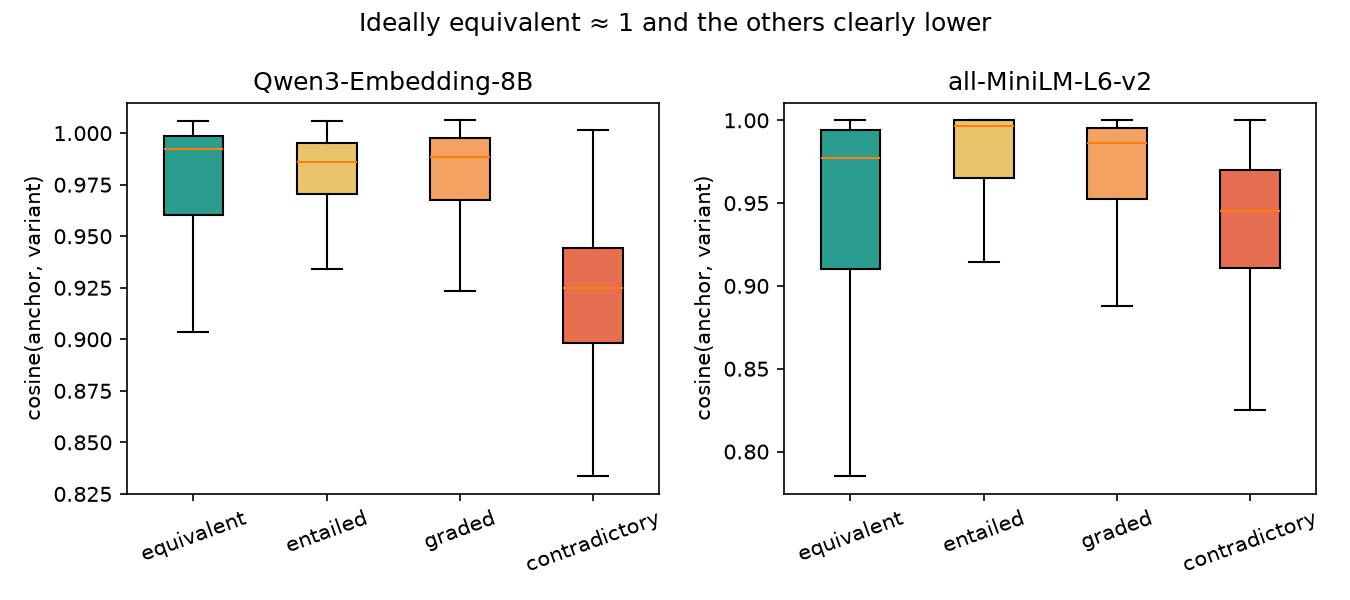 Ideally equivalent ≈ 1 and the others clearly lower
Qwen3-Embedding-8B
cosine(anchor, variant)
1.000
0.975
0.950
0.925
0.900
0.875
0.850
0.825
equivalent
entailed
graded
contradictory
all-MiniLM-L6-v2
cosine(anchor, variant)
1.00
0.95
0.90
0.85
0.80
equivalent
entailed
graded
contradictory